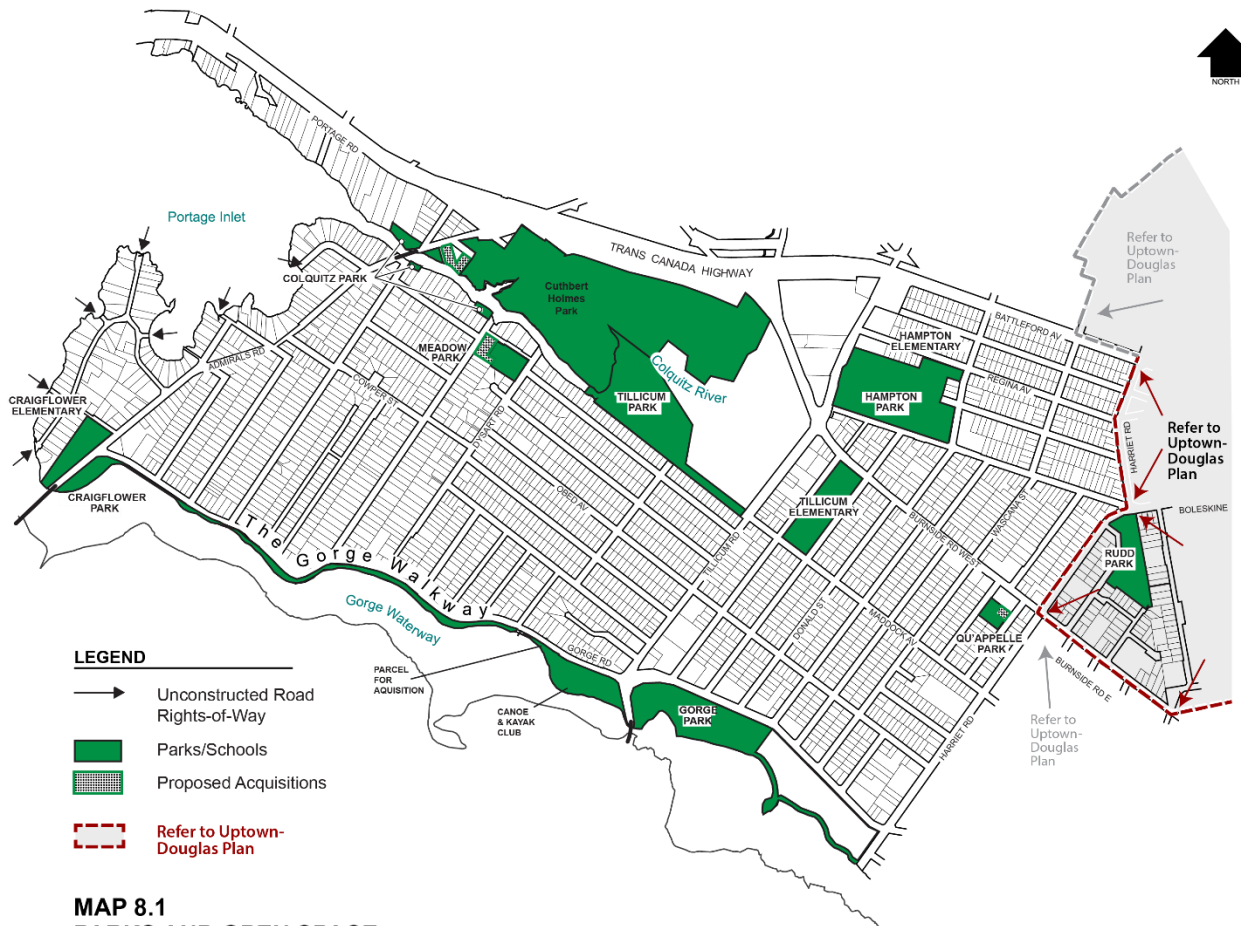 NORTH
PORTAGE RD
Portage Inlet
TRANS CANADA HIGHWAY
Refer to
Uptown-
Douglas
Plan
COLQUITZ PARK
Cuthbert
Holmes
Park
BATTLEFORD AV
HAMPTON
ELEMENTARY
MEADOW
PARK
ADMIRALS RD
Colquitz River
REGINA AV
CRAIGFLOWER
ELEMENTARY
COWPER ST
TILLICUM
PARK
HAMPTON
PARK
HARRIET RD
Refer to
Uptown-
Douglas
Plan
DYSART RD
CRAIGFLOWER
PARK
OBED AV
TILLICUM
ELEMENTARY
WASCANA ST
BOLESKINE
The Gorge Walkway
TILLICUM RD
BURNSIDE RD WEST
RUDD
PARK
Gorge Waterway
DONALD ST
MADDOCK AV
QU'APPELLE
PARK
GORGE RD
PARCEL
FOR
AQUISITION
BURNSIDE RD E
CANOE
& KAYAK
CLUB
GORGE
PARK
HARRIET RD
Refer to
Uptown-
Douglas
Plan
LEGEND
Unconstructed Road
Rights-of-Way
Parks/Schools
Proposed Acquisitions
Refer to Uptown-
Douglas Plan
MAP 8.1